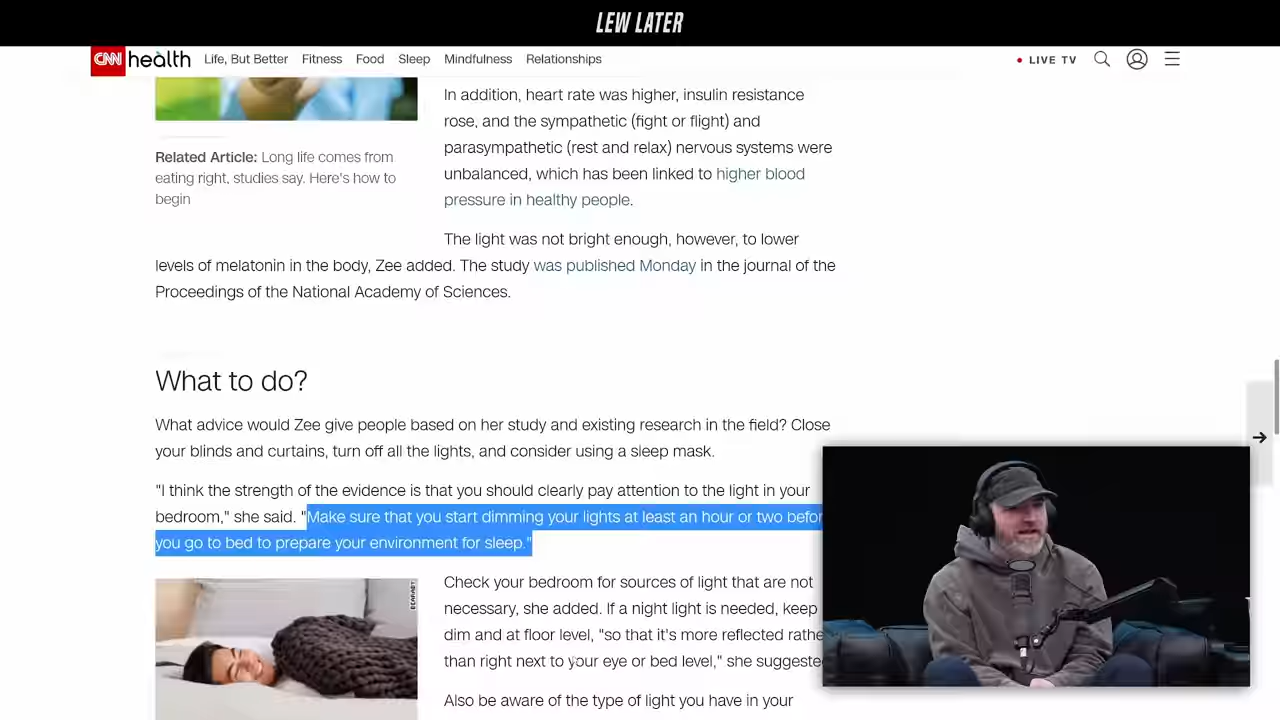 LEW LATER
CNN health Life, But Better Fitness Food Sleep Mindfulness Relationships LIVE TV
In addition, heart rate was higher, insulin resistance
rose, and the sympathetic (fight or flight) and
parasympathetic (rest and relax) nervous systems were
unbalanced, which has been linked to higher blood
pressure in healthy people.
Related Article: Long life comes from
eating right, studies say. Here's how to
begin
The light was not bright enough, however, to lower
levels of melatonin in the body, Zee added. The study was published Monday in the journal of the
Proceedings of the National Academy of Sciences.
What to do?
What advice would Zee give people based on her study and existing research in the field? Close
your blinds and curtains, turn off all the lights, and consider using a sleep mask.
"I think the strength of the evidence is that you should clearly pay attention to the light in your
bedroom," she said. "Make sure that you start dimming your lights at least an hour or two befor
you go to bed to prepare your environment for sleep."
Check your bedroom for sources of light that are not
necessary, she added. If a night light is needed, keep
dim and at floor level, "so that it's more reflected rathe
than right next to your eye or bed level," she suggeste
Also be aware of the type of light you have in your